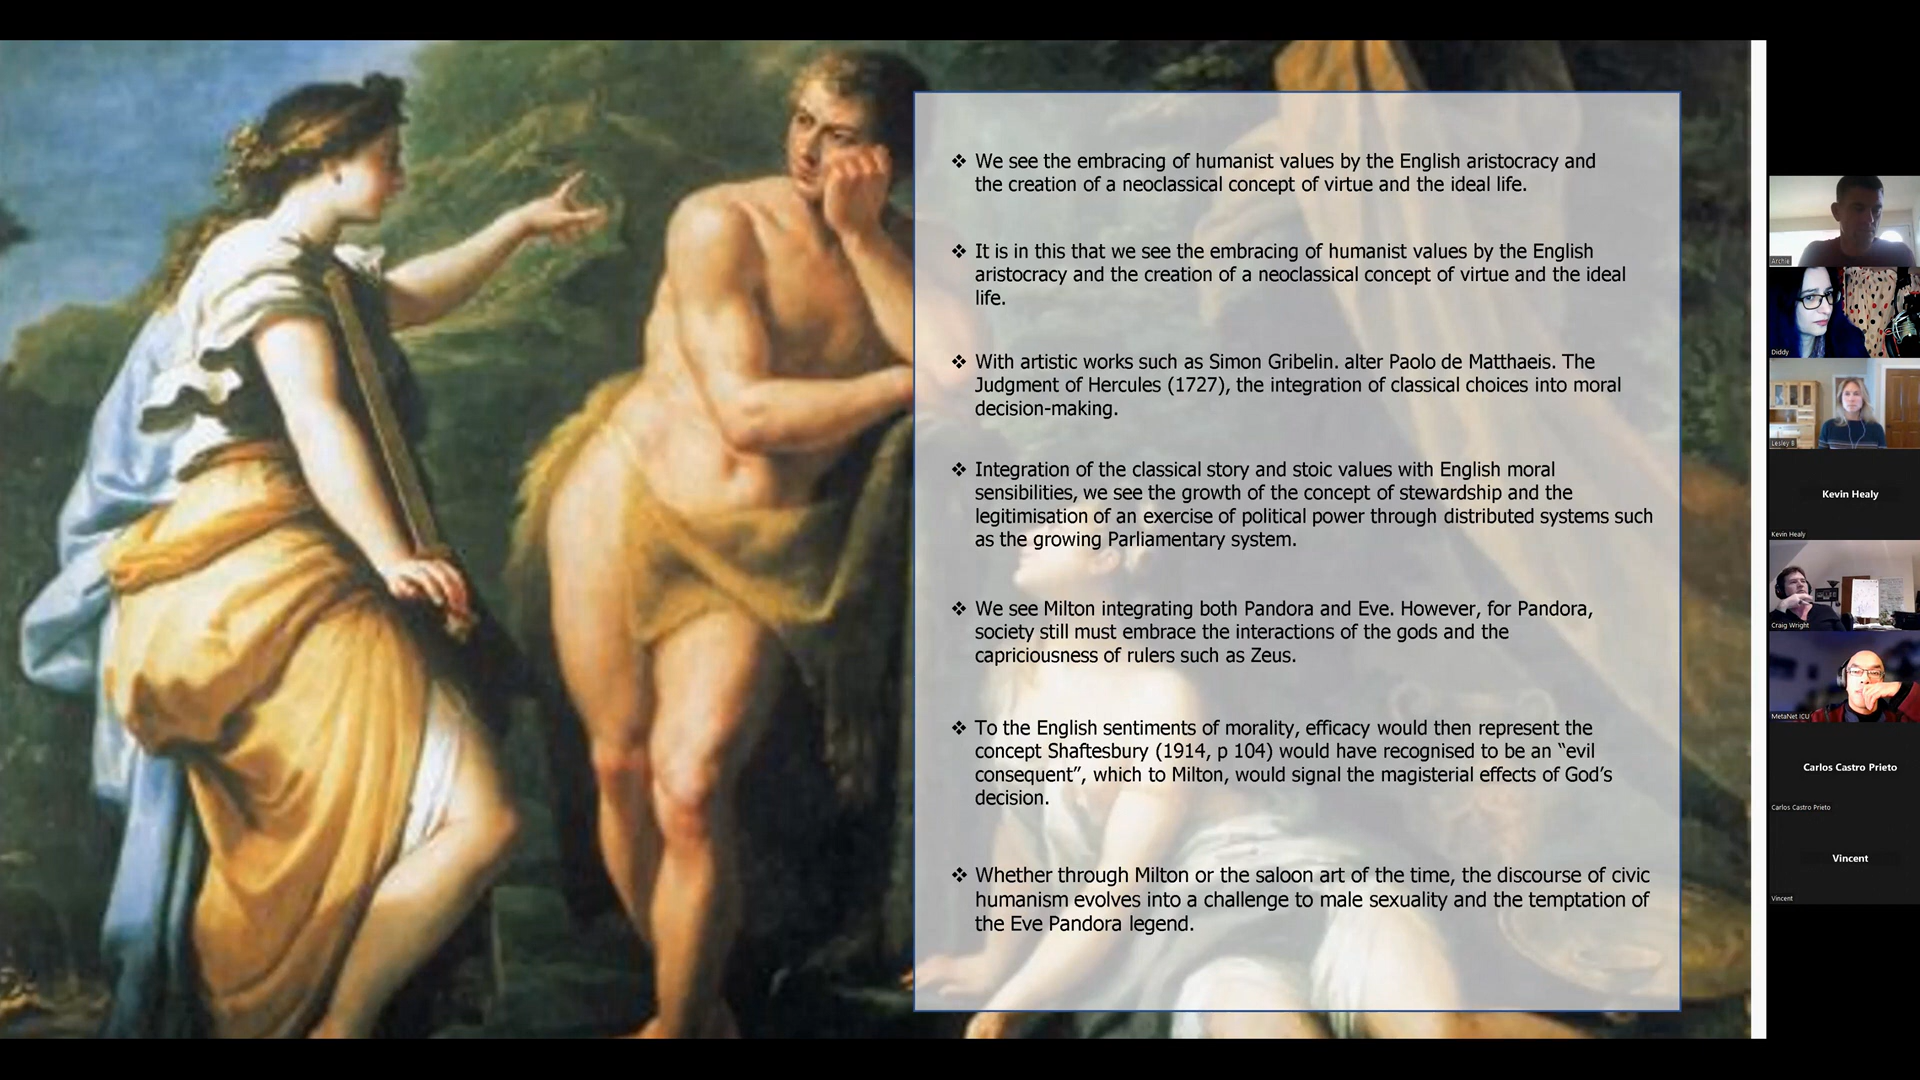 ❖ We see the embracing of humanist values by the English aristocracy and
the creation of a neoclassical concept of virtue and the ideal life.
❖ It is in this that we see the embracing of humanist values by the English
aristocracy and the creation of a neoclassical concept of virtue and the ideal
life.
❖ With artistic works such as Simon Gribelin. alter Paolo de Matthaeis. The
Judgment of Hercules (1727), the integration of classical choices into moral
decision-making.
❖ Integration of the classical story and stoic values with English moral
sensibilities, we see the growth of the concept of stewardship and the
legitimisation of an exercise of political power through distributed systems such
as the growing Parliamentary system.
❖ We see Milton integrating both Pandora and Eve. However, for Pandora,
society still must embrace the interactions of the gods and the
capriciousness of rulers such as Zeus.
❖ To the English sentiments of morality, efficacy would then represent the
concept Shaftesbury (1914, p 104) would have recognised to be an “evil
consequent”, which to Milton, would signal the magisterial effects of God’s
decision.
❖ Whether through Milton or the saloon art of the time, the discourse of civic
humanism evolves into a challenge to male sexuality and the temptation of
the Eve Pandora legend.
Archie
Diddy
Lesley B
Kevin Healy
Kevin Healy
Craig Wright
MetaNet ICU
Carlos Castro Prieto
Carlos Castro Prieto
Vincent
Vincent